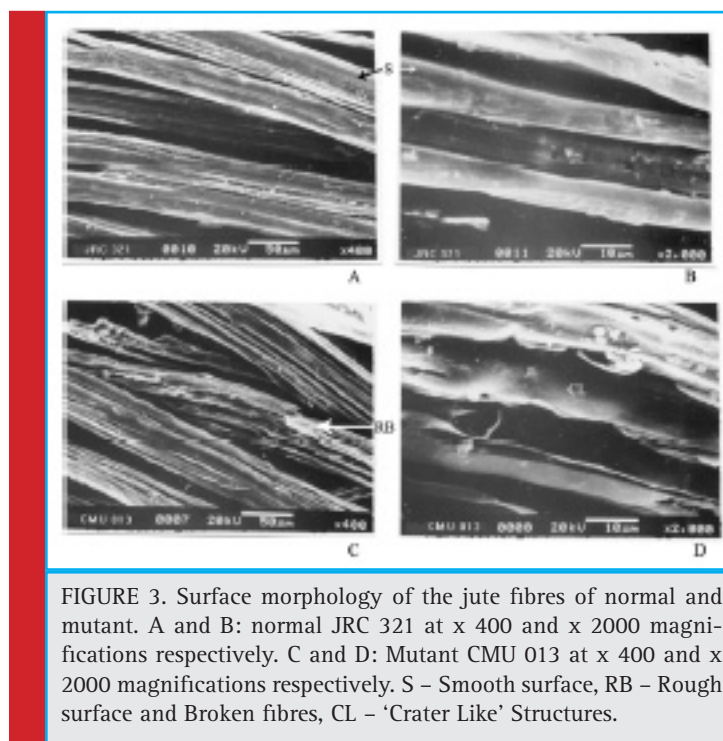 S
JRC 321 0010 20kV 50µm x400
A
JRC 321 0011 20kV 10µm x2,000
B
RB
CMU 013 0007 20kV 50µm x400
C
CL
CMU 013 0008 20kV 10µm x2,000
D
FIGURE 3. Surface morphology of the jute fibres of normal and
mutant. A and B: normal JRC 321 at x 400 and x 2000 magni-
fications respectively. C and D: Mutant CMU 013 at x 400 and x
2000 magnifications respectively. S – Smooth surface, RB – Rough
surface and Broken fibres, CL – ‘Crater Like’ Structures.